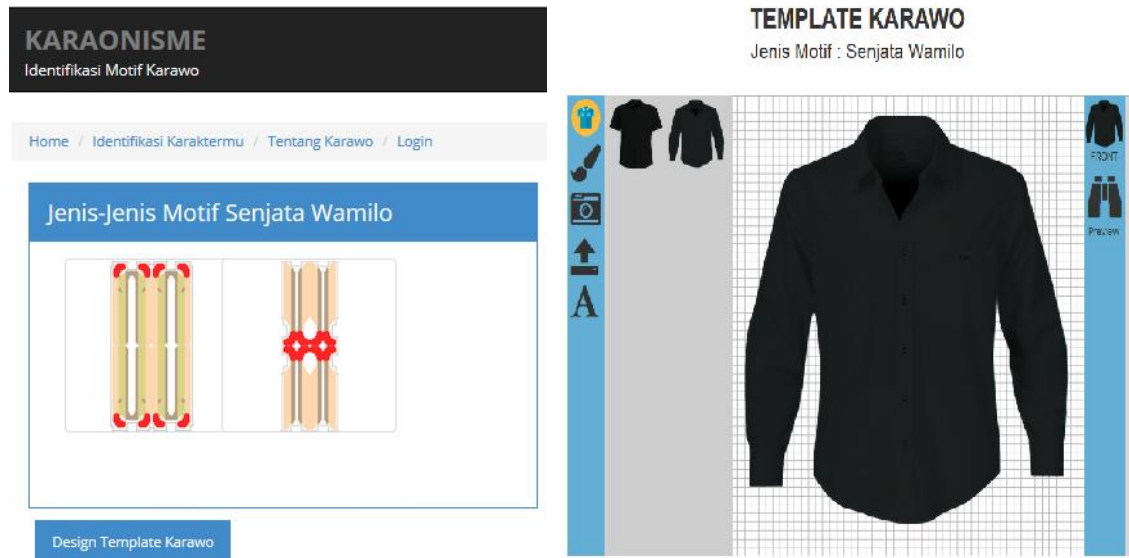 KARAONISME
Identifikasi Motif Karawo
Home / Identifikasi Karaktermu / Tentang Karawo / Login
Jenis-Jenis Motif Senjata Wamilo
Design Template Karawo
TEMPLATE KARAWO
Jenis Motif : Senjata Wamilo
A
FRONT
Preview